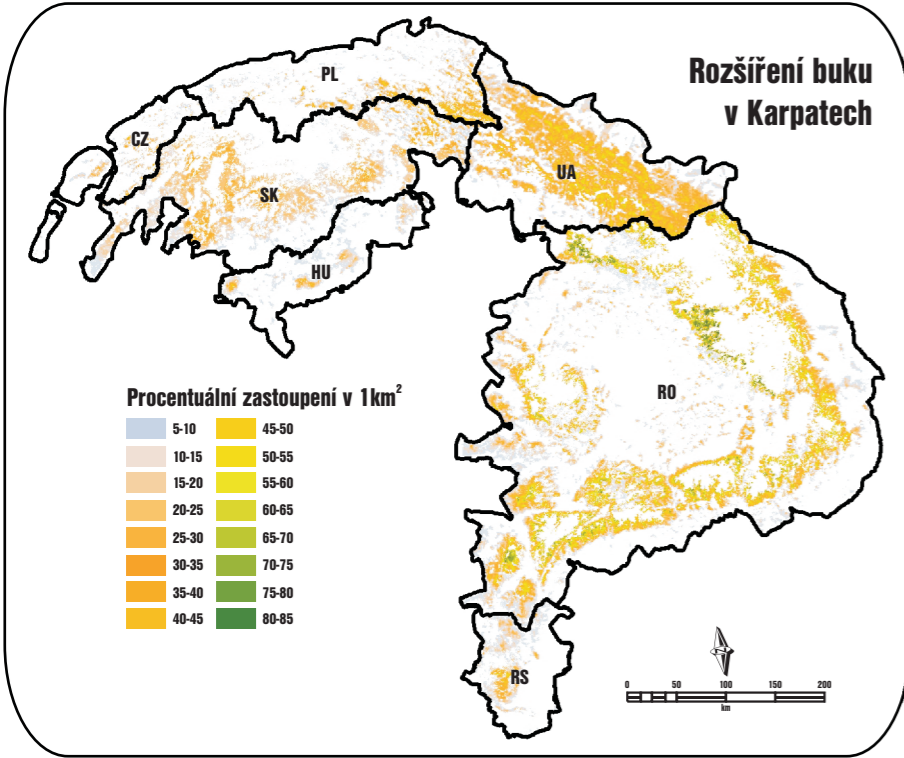 Rozšíření buku
v Karpatech
PL
CZ
SK
UA
HU
RO
RS
Procentuální zastoupení v 1km²
5-10
10-15
15-20
20-25
25-30
30-35
35-40
40-45
45-50
50-55
55-60
60-65
65-70
70-75
75-80
80-85
0 50 100 150 200
km